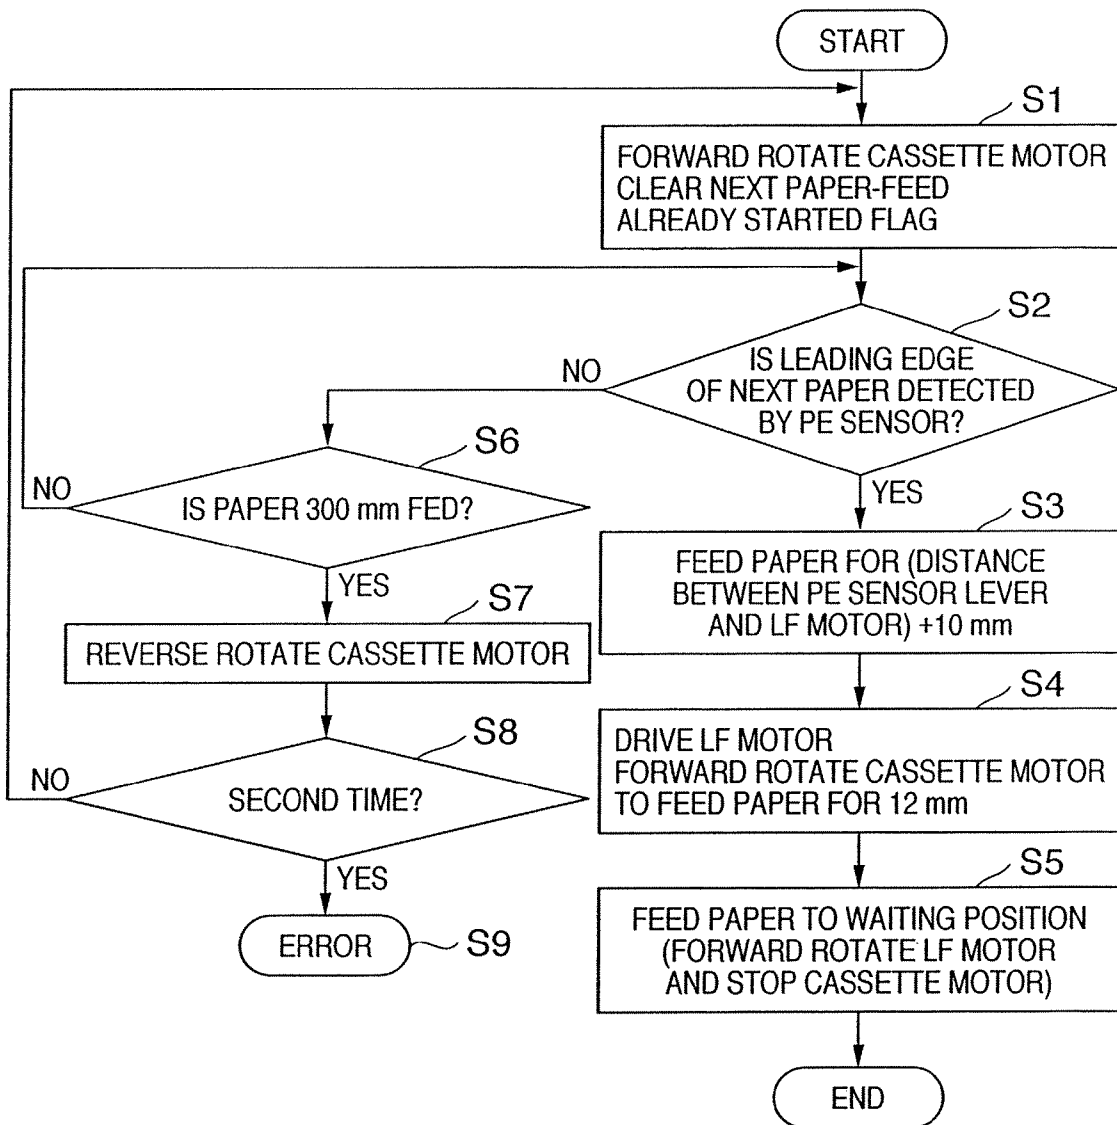 START
S1
FORWARD ROTATE CASSETTE MOTOR
CLEAR NEXT PAPER-FEED
ALREADY STARTED FLAG
S2
IS LEADING EDGE
OF NEXT PAPER DETECTED
BY PE SENSOR?
NO
YES
S6
IS PAPER 300 mm FED?
NO
YES
S3
FEED PAPER FOR (DISTANCE
BETWEEN PE SENSOR LEVER
AND LF MOTOR) +10 mm
S7
REVERSE ROTATE CASSETTE MOTOR
S4
DRIVE LF MOTOR
FORWARD ROTATE CASSETTE MOTOR
TO FEED PAPER FOR 12 mm
S8
SECOND TIME?
NO
YES
S5
FEED PAPER TO WAITING POSITION
(FORWARD ROTATE LF MOTOR
AND STOP CASSETTE MOTOR)
ERROR
S9
END